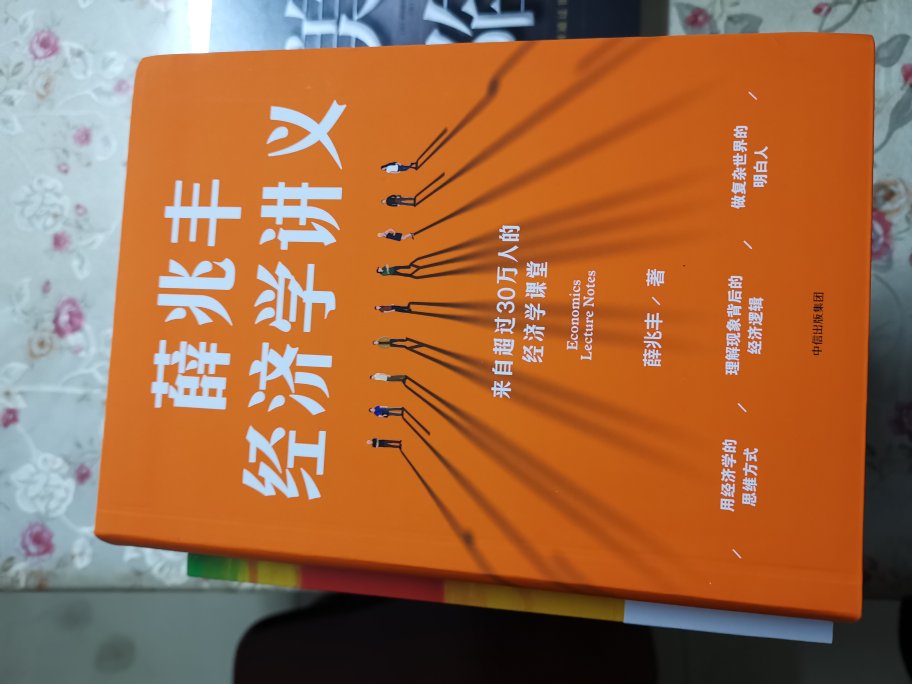 薛兆丰
经济学讲义
来自超过30万人的
经济学课堂
Economics
Lecture Notes
薛兆丰／著
用经济学的
思维方式
理解现象背后的
经济逻辑
做复杂世界的
明白人
中信出版集团